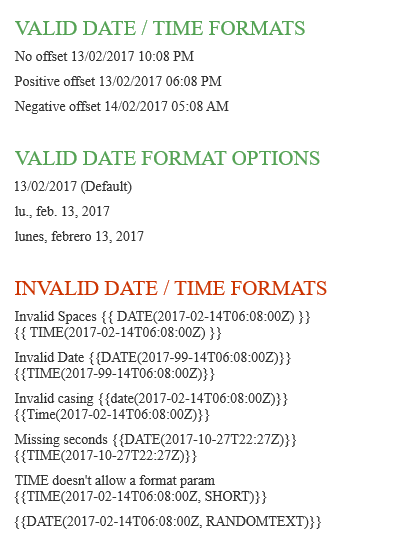 VALID DATE / TIME FORMATS
No offset 13/02/2017 10:08 PM
Positive offset 13/02/2017 06:08 PM
Negative offset 14/02/2017 05:08 AM
VALID DATE FORMAT OPTIONS
13/02/2017 (Default)
lu., feb. 13, 2017
lunes, febrero 13, 2017
INVALID DATE / TIME FORMATS
Invalid Spaces {{ DATE(2017-02-14T06:08:00Z) }}
{{ TIME(2017-02-14T06:08:00Z) }}
Invalid Date {{DATE(2017-99-14T06:08:00Z)}}
{{TIME(2017-99-14T06:08:00Z)}}
Invalid casing {{date(2017-02-14T06:08:00Z)}}
{{Time(2017-02-14T06:08:00Z)}}
Missing seconds {{DATE(2017-10-27T22:27Z)}}
{{TIME(2017-10-27T22:27Z)}}
TIME doesn't allow a format param
{{TIME(2017-02-14T06:08:00Z, SHORT)}}
{{DATE(2017-02-14T06:08:00Z, RANDOMTEXT)}}